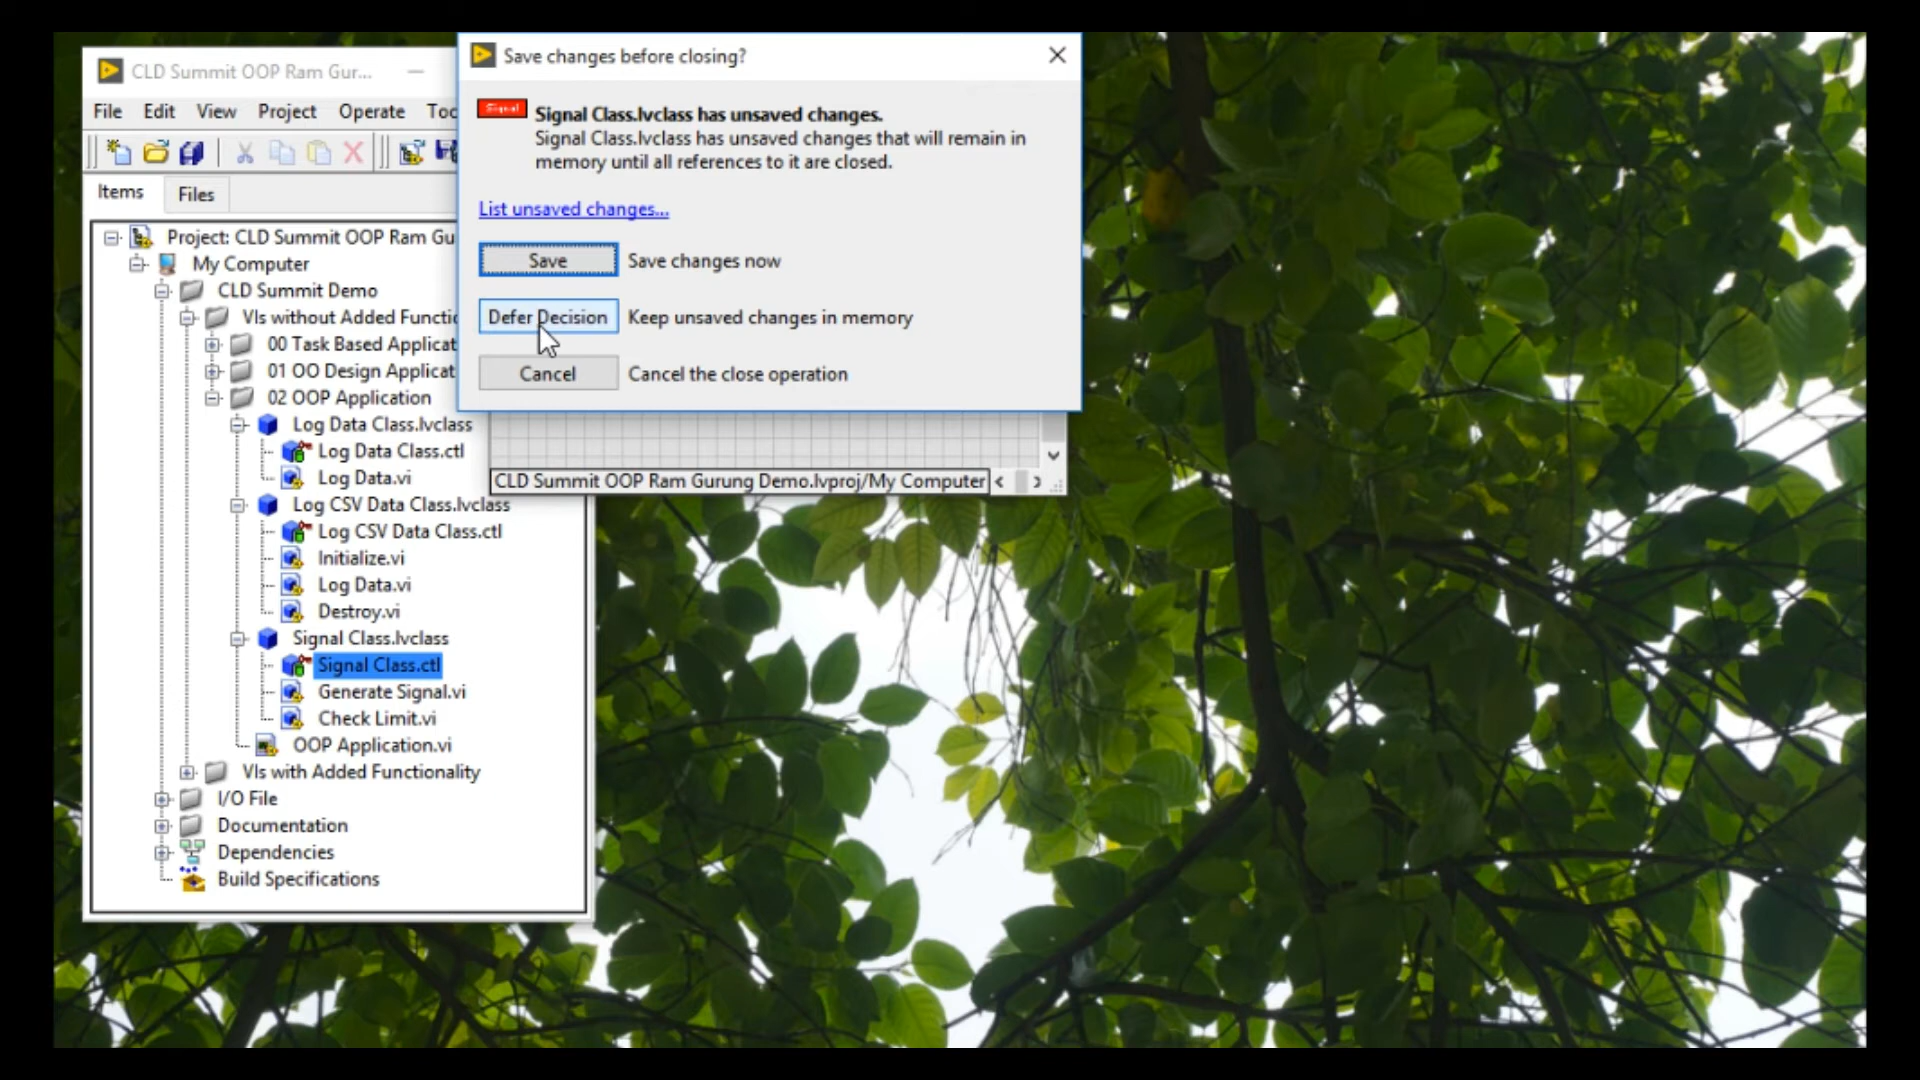 CLD Summit OOP Ram Gur...
File Edit View Project Operate Toc
Items Files
Project: CLD Summit OOP Ram Gu
My Computer
CLD Summit Demo
VIs without Added Functic
00 Task Based Applicat
01 OO Design Applicat
02 OOP Application
Log Data Class.lvclass
Log Data Class.ctl
Log Data.vi
Log CSV Data Class.lvclass
Log CSV Data Class.ctl
Initialize.vi
Log Data.vi
Destroy.vi
Signal Class.lvclass
Signal Class.ctl
Generate Signal.vi
Check Limit.vi
OOP Application.vi
VIs with Added Functionality
I/O File
Documentation
Dependencies
Build Specifications
Save changes before closing?
Signal
Signal Class.lvclass has unsaved changes.
Signal Class.lvclass has unsaved changes that will remain in
memory until all references to it are closed.
List unsaved changes...
Save Save changes now
Defer Decision Keep unsaved changes in memory
Cancel Cancel the close operation
CLD Summit OOP Ram Gurung Demo.lvproj/My Computer